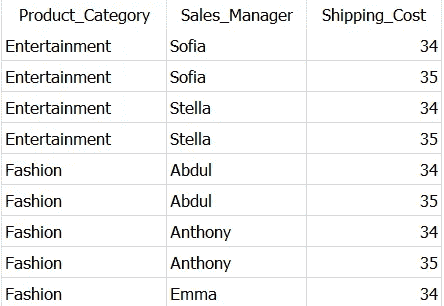 Product_Category Sales_Manager Shipping_Cost
Entertainment Sofia 34
Entertainment Sofia 35
Entertainment Stella 34
Entertainment Stella 35
Fashion Abdul 34
Fashion Abdul 35
Fashion Anthony 34
Fashion Anthony 35
Fashion Emma 34